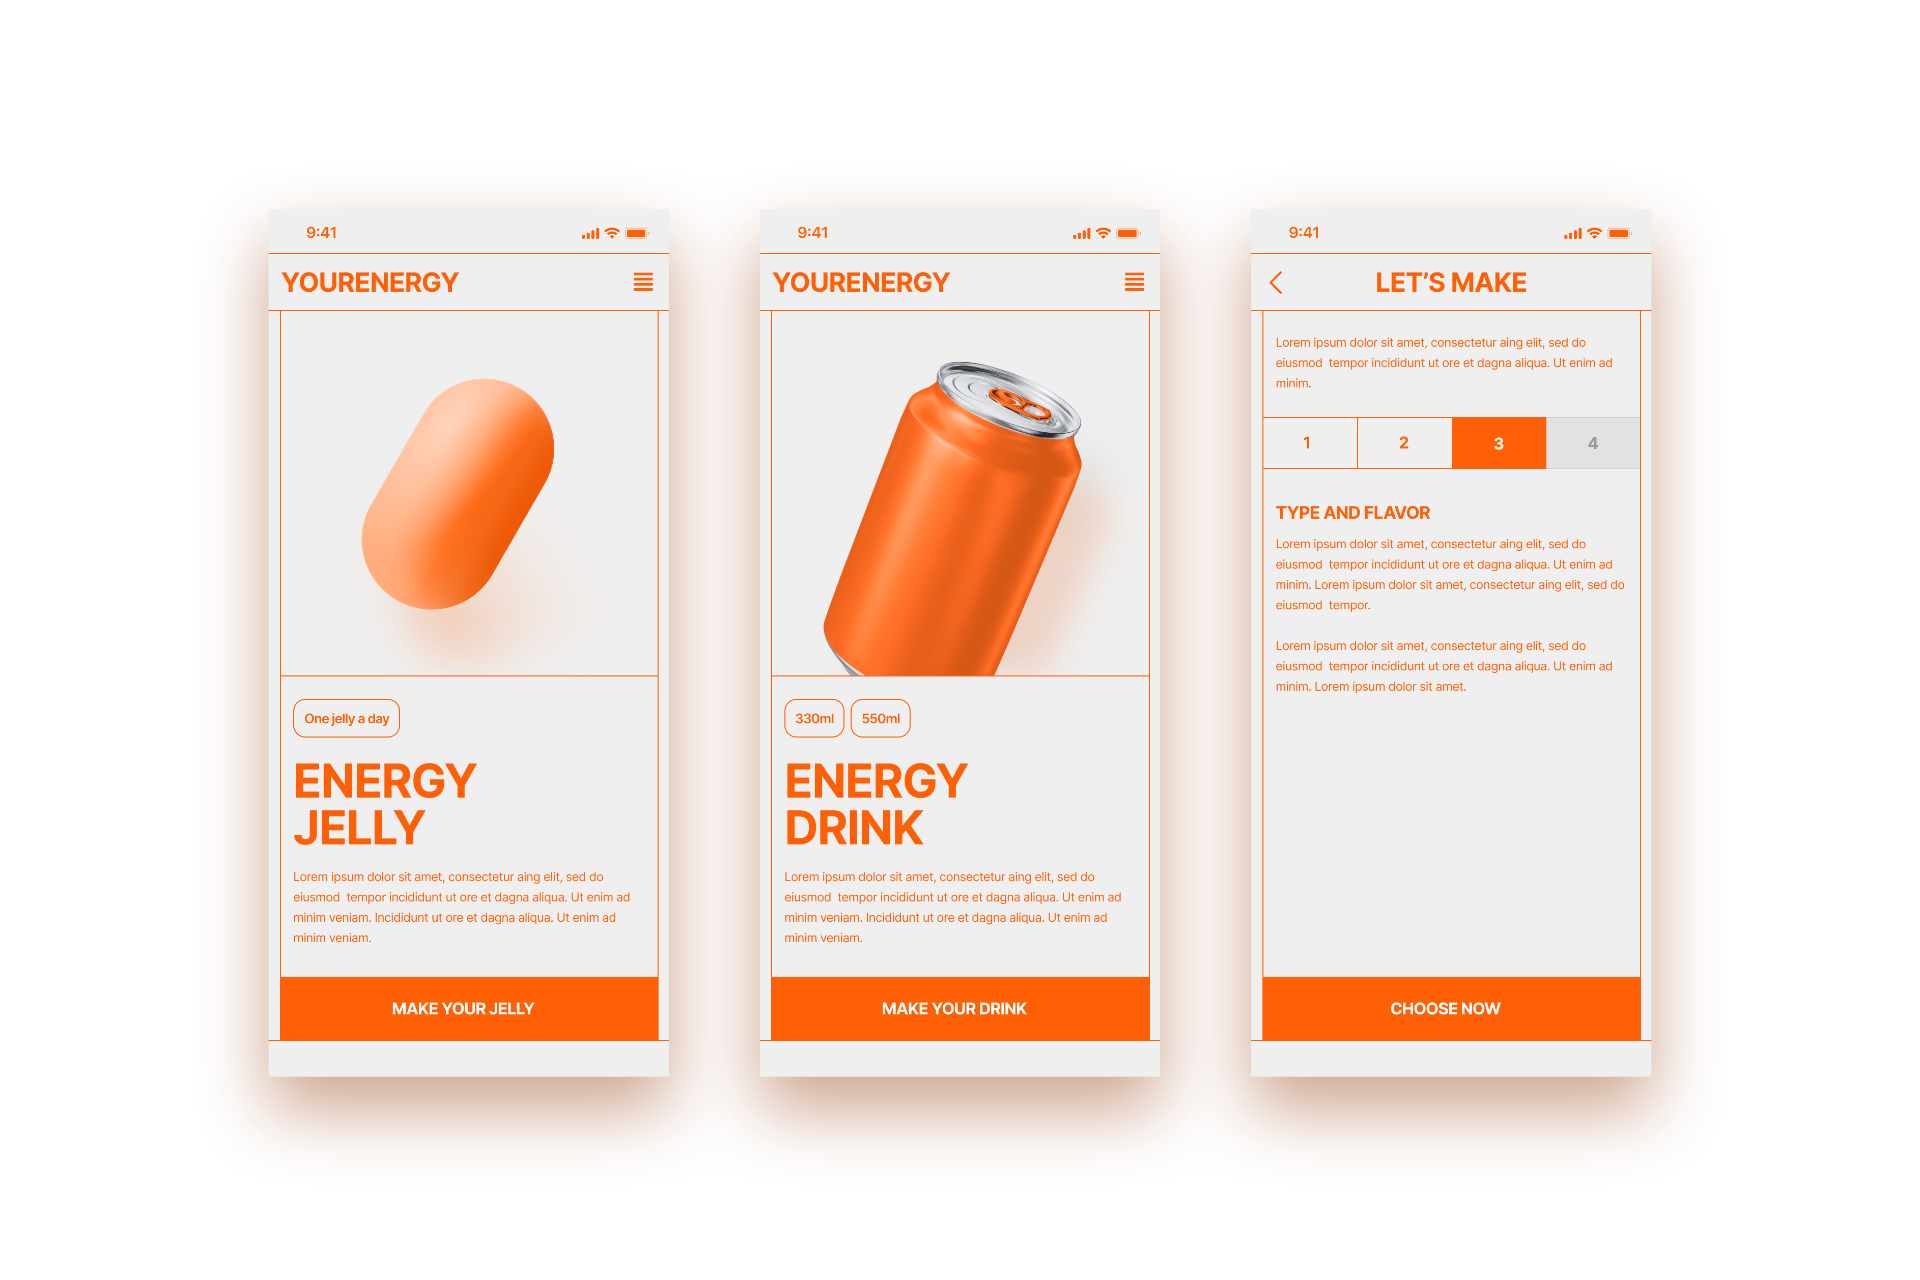 9:41
YOURENERGY
One jelly a day
ENERGY
JELLY
Lorem ipsum dolor sit amet, consectetur aing elit, sed do
eiusmod  tempor incididunt ut ore et dagna aliqua. Ut enim ad
minim veniam. Incididunt ut ore et dagna aliqua. Ut enim ad
minim veniam.
MAKE YOUR JELLY
9:41
YOURENERGY
330ml 550ml
ENERGY
DRINK
Lorem ipsum dolor sit amet, consectetur aing elit, sed do
eiusmod  tempor incididunt ut ore et dagna aliqua. Ut enim ad
minim veniam. Incididunt ut ore et dagna aliqua. Ut enim ad
minim veniam.
MAKE YOUR DRINK
9:41
LET’S MAKE
Lorem ipsum dolor sit amet, consectetur aing elit, sed do
eiusmod  tempor incididunt ut ore et dagna aliqua. Ut enim ad
minim.
1 2 3 4
TYPE AND FLAVOR
Lorem ipsum dolor sit amet, consectetur aing elit, sed do
eiusmod  tempor incididunt ut ore et dagna aliqua. Ut enim ad
minim. Lorem ipsum dolor sit amet, consectetur aing elit, sed do
eiusmod  tempor.
Lorem ipsum dolor sit amet, consectetur aing elit, sed do
eiusmod  tempor incididunt ut ore et dagna aliqua. Ut enim ad
minim. Lorem ipsum dolor sit amet.
CHOOSE NOW